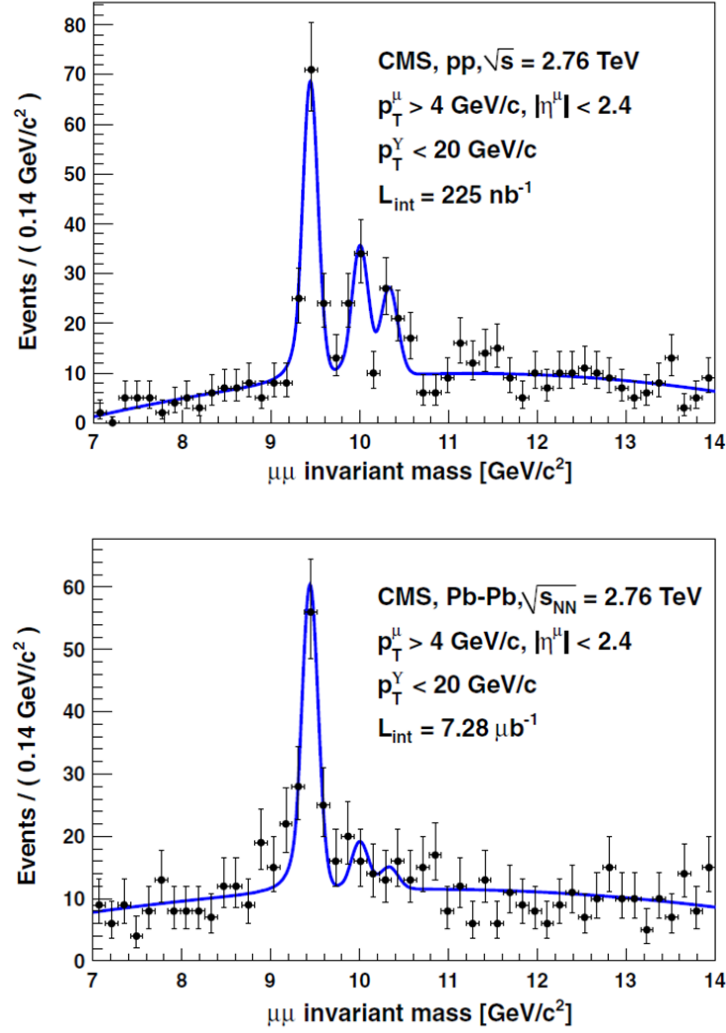 80
70
60
50
40
30
20
10
0
Events / ( 0.14 GeV/c² )
CMS, pp,√s = 2.76 TeV
p_T^μ > 4 GeV/c, |η^μ| < 2.4
p_T^Υ < 20 GeV/c
L_int = 225 nb⁻¹
7 8 9 10 11 12 13 14
μμ invariant mass [GeV/c²]
60
50
40
30
20
10
0
Events / ( 0.14 GeV/c² )
CMS, Pb-Pb,√s_NN = 2.76 TeV
p_T^μ > 4 GeV/c, |η^μ| < 2.4
p_T^Υ < 20 GeV/c
L_int = 7.28 μb⁻¹
7 8 9 10 11 12 13 14
μμ invariant mass [GeV/c²]